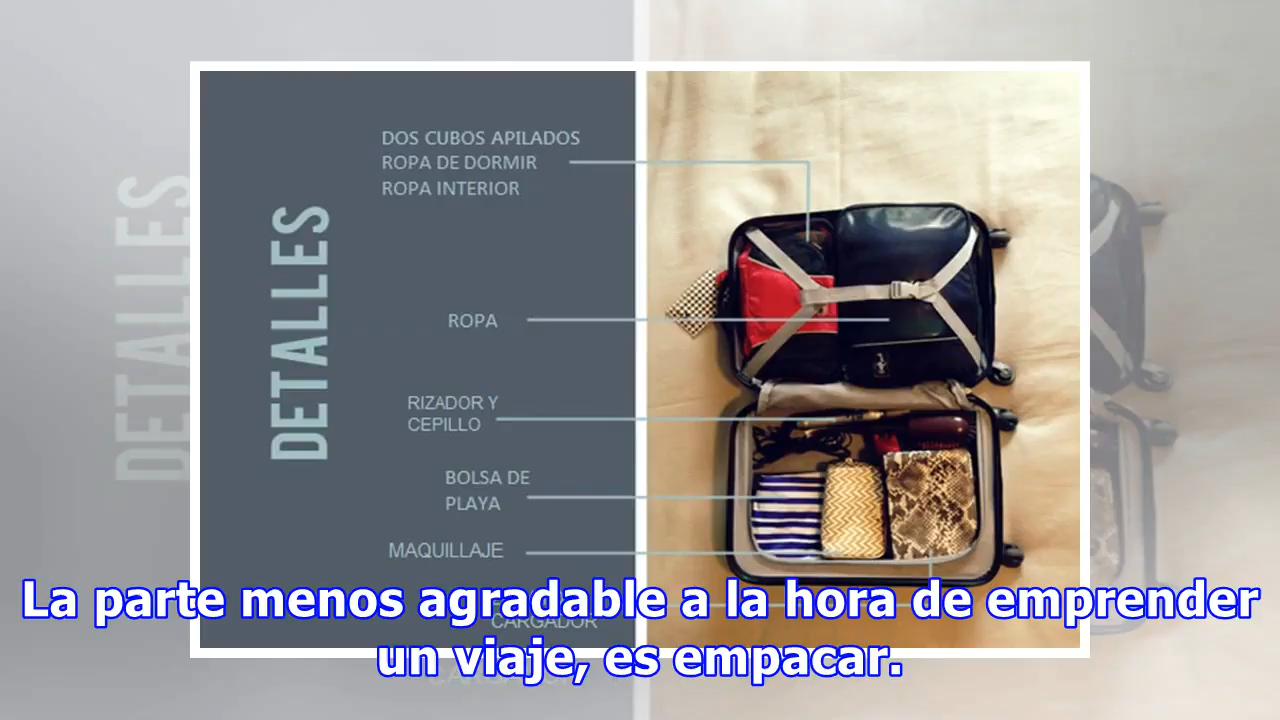 DETALLES
DOS CUBOS APILADOS
ROPA DE DORMIR
ROPA INTERIOR
ROPA
RIZADOR Y
CEPILLO
BOLSA DE
PLAYA
MAQUILLAJE
CARGADOR
La parte menos agradable a la hora de emprender
un viaje, es empacar.